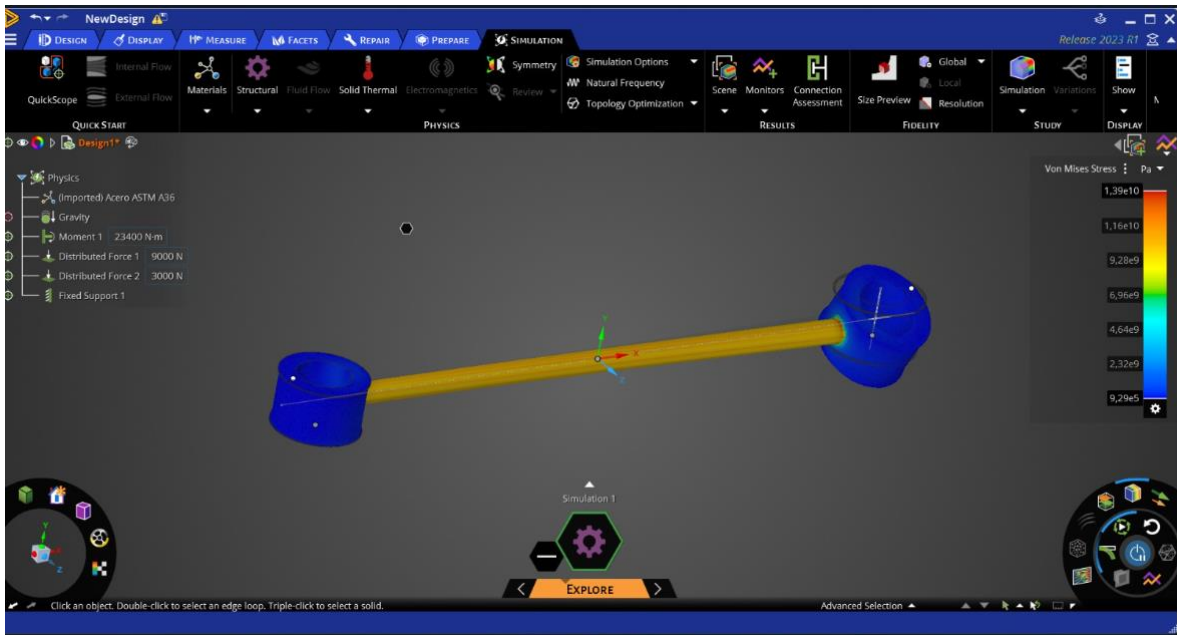 NewDesign
DESIGN DISPLAY MEASURE FACETS REPAIR PREPARE SIMULATION
Release 2023 R1
QuickScope
Internal Flow
External Flow
QUICK START
Materials
Structural
Fluid Flow
Solid Thermal
Electromagnetics
Symmetry
Review
Simulation Options
Natural Frequency
Topology Optimization
PHYSICS
Scene
Monitors
Connection
Assessment
RESULTS
Size Preview
Global
Local
Resolution
FIDELITY
Simulation
Variations
STUDY
Show
DISPLAY
Design1*
Physics
(Imported) Acero ASTM A36
Gravity
Moment 1 23400 N·m
Distributed Force 1 9000 N
Distributed Force 2 3000 N
Fixed Support 1
Von Mises Stress Pa
1,39e10
1,16e10
9,28e9
6,96e9
4,64e9
2,32e9
9,29e5
Y
X
Z
Simulation 1
EXPLORE
Y
X
Z
Click an object. Double-click to select an edge loop. Triple-click to select a solid.
Advanced Selection